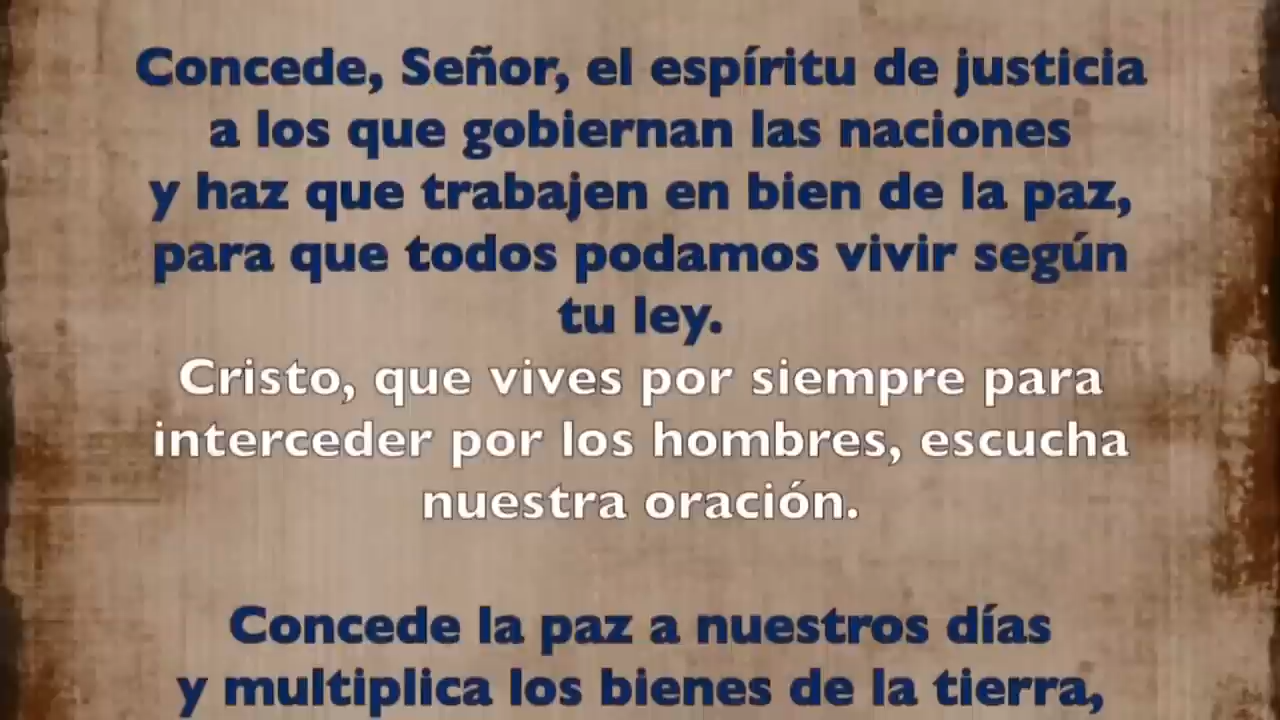 Concede, Señor, el espíritu de justicia
a los que gobiernan las naciones
y haz que trabajen en bien de la paz,
para que todos podamos vivir según
tu ley.
Cristo, que vives por siempre para
interceder por los hombres, escucha
nuestra oración.
Concede la paz a nuestros días
y multiplica los bienes de la tierra,